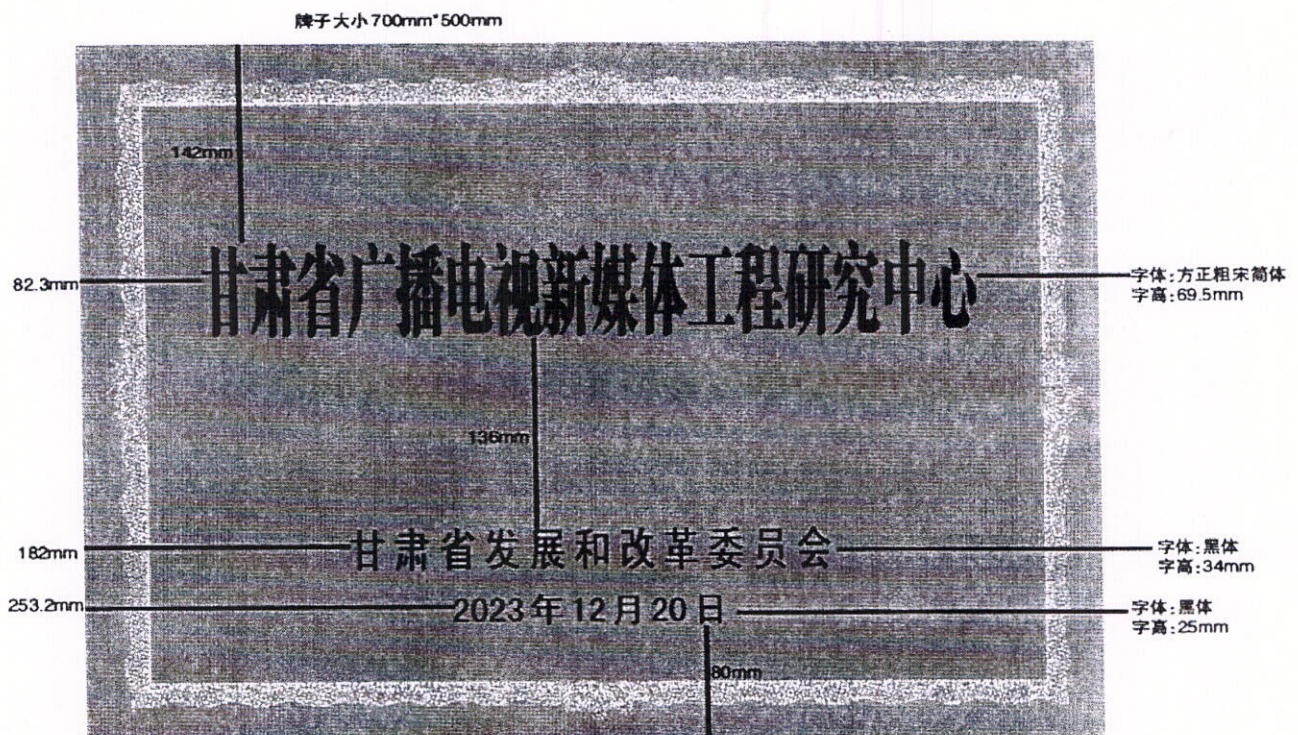 牌子大小700mm*500mm
142mm
甘肃省广播电视新媒体工程研究中心
82.3mm
字体:方正粗宋简体
字高:69.5mm
136mm
甘肃省发展和改革委员会
182mm
字体:黑体
字高:34mm
2023年12月20日
253.2mm
字体:黑体
字高:25mm
80mm